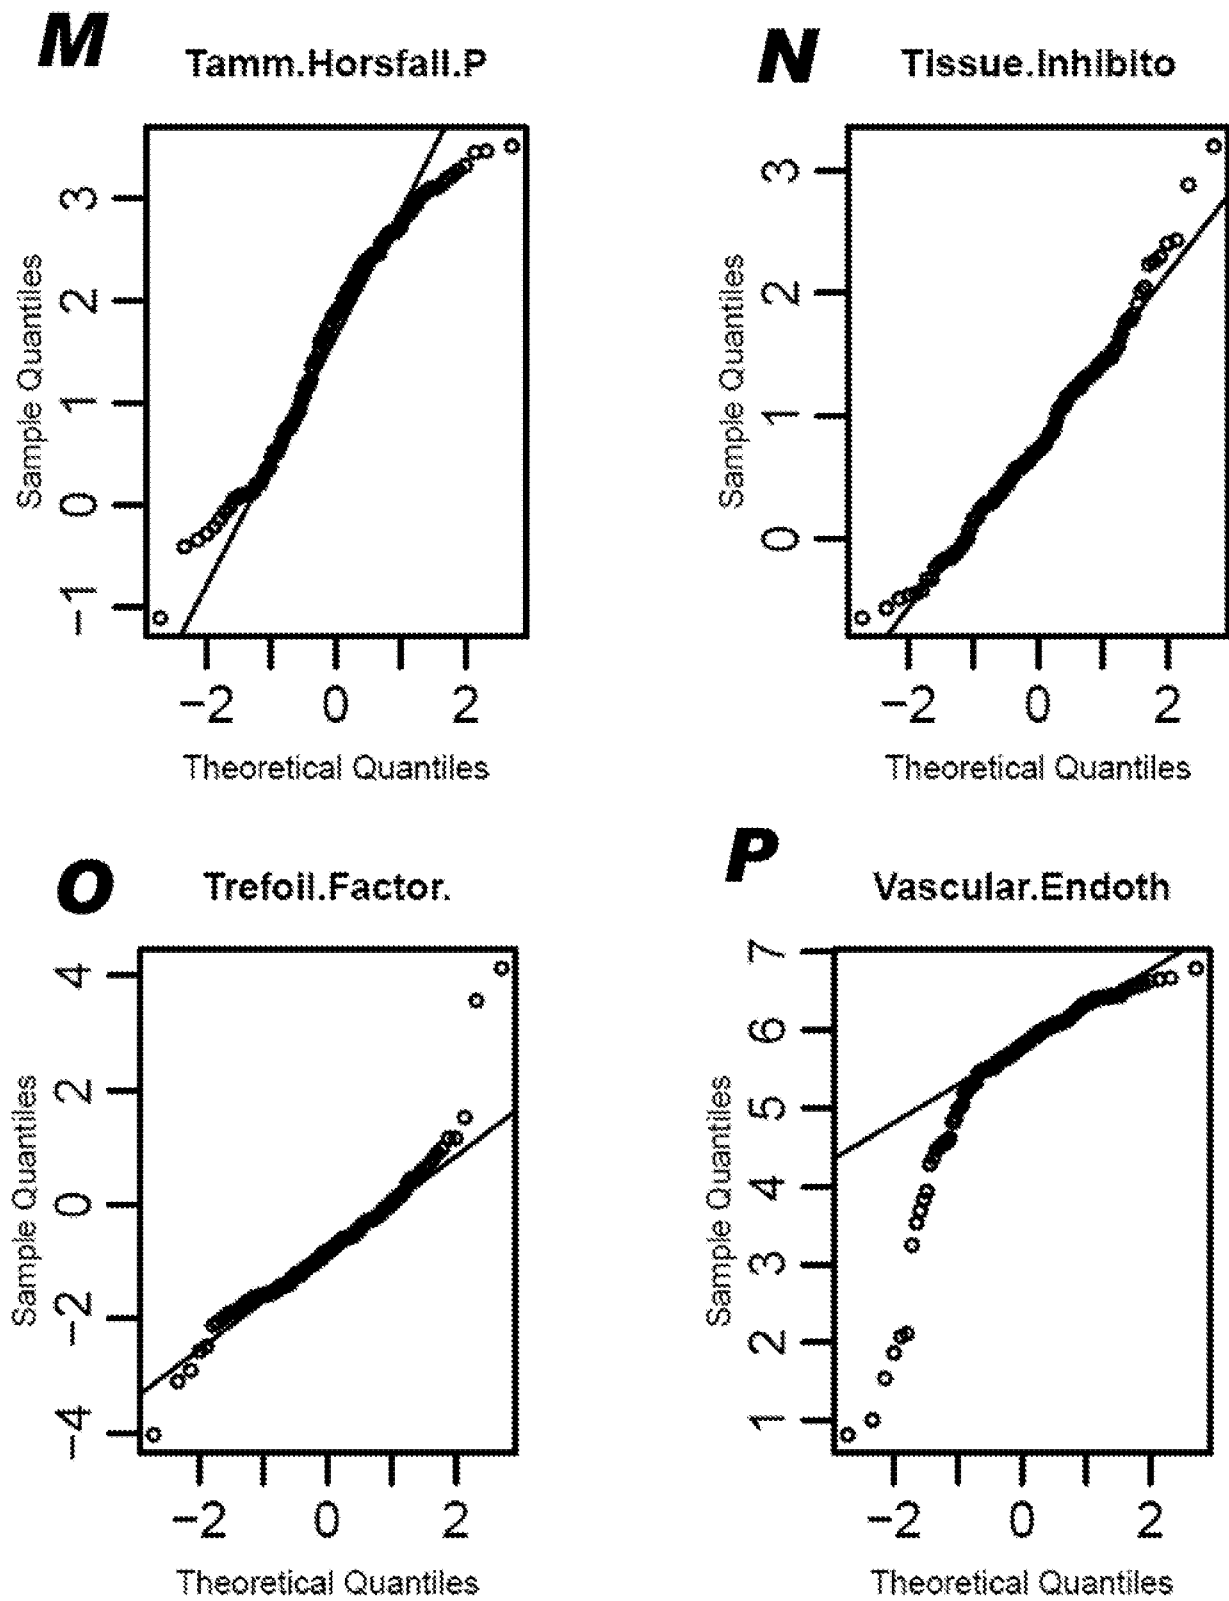 M
Tamm.Horsfall.P
Sample Quantiles
3
2
1
0
−1
−2 0 2
Theoretical Quantiles
N
Tissue.Inhibito
Sample Quantiles
3
2
1
0
−2 0 2
Theoretical Quantiles
O
Trefoil.Factor.
Sample Quantiles
4
2
0
−2
−4
−2 0 2
Theoretical Quantiles
P
Vascular.Endoth
Sample Quantiles
7
6
5
4
3
2
1
−2 0 2
Theoretical Quantiles